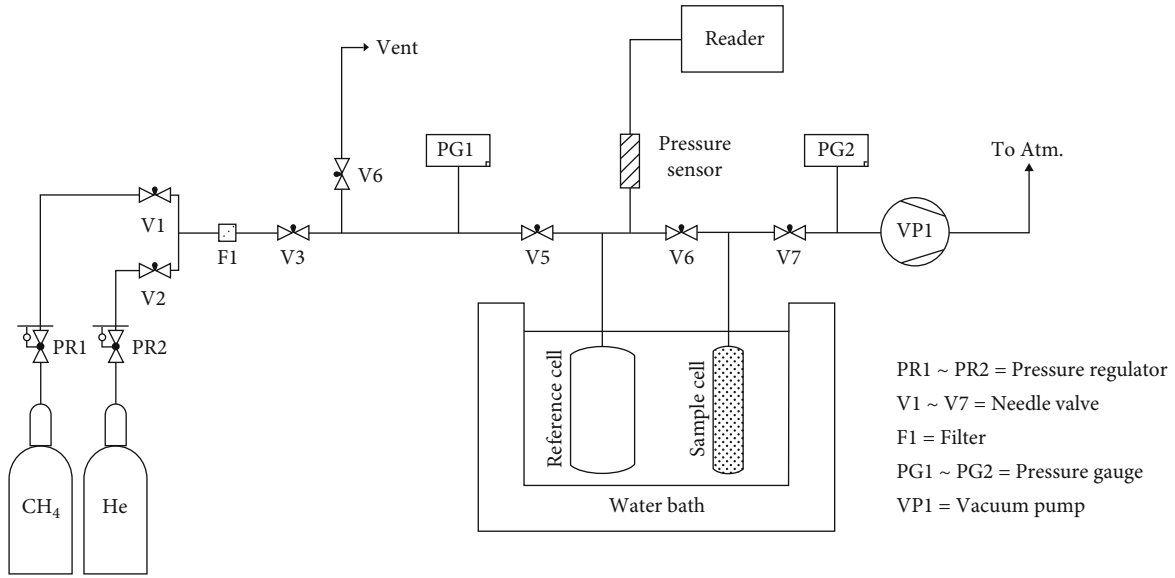 Reader
Vent
PG1
Pressure
sensor
PG2
To Atm.
V6
V1
F1
V3
V5
V6
V7
VP1
V2
PR1
PR2
Reference cell
Sample cell
CH₄
He
Water bath
PR1 ~ PR2 = Pressure regulator
V1 ~ V7 = Needle valve
F1 = Filter
PG1 ~ PG2 = Pressure gauge
VP1 = Vacuum pump